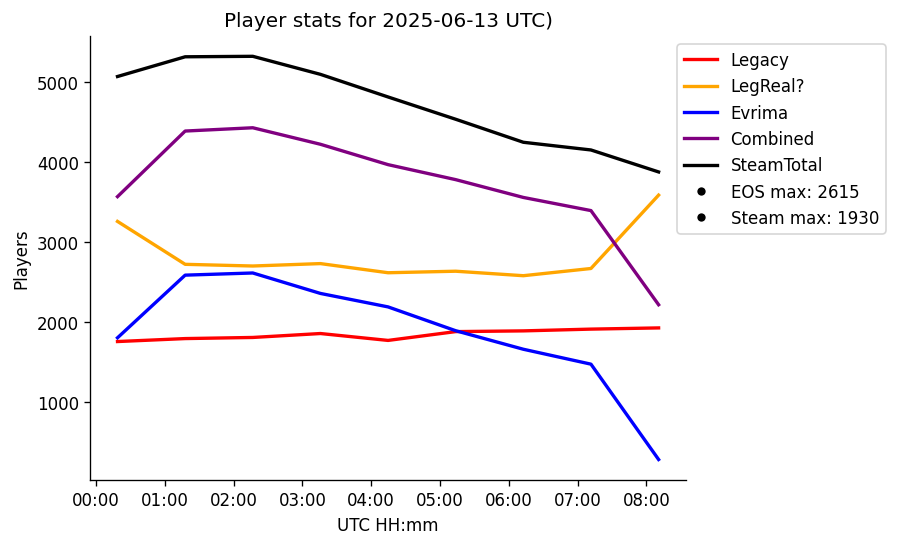 Player stats for 2025-06-13 UTC)
Legacy
LegReal?
Evrima
Combined
SteamTotal
EOS max: 2615
Steam max: 1930
Players
5000
4000
3000
2000
1000
00:00 01:00 02:00 03:00 04:00 05:00 06:00 07:00 08:00
UTC HH:mm